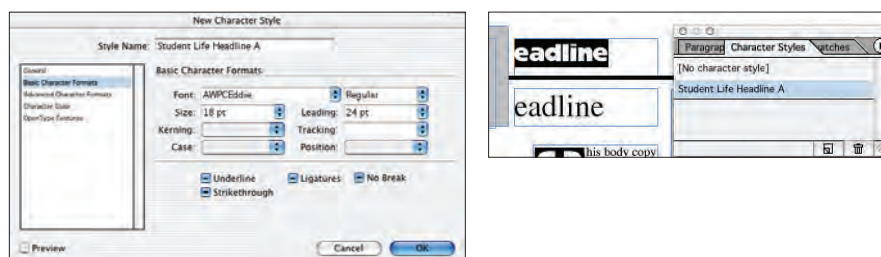 New Character Style
Style Name: Student Life Headline A
General
Basic Character Formats
Advanced Character Formats
Character Color
OpenType Features
Basic Character Formats
Font: AWPCEddie Regular
Size: 18 pt Leading: 24 pt
Kerning: Tracking:
Case: Position:
Underline Ligatures No Break
Strikethrough
Preview Cancel OK
eadline
eadline
his body copy
Paragrap Character Styles watches
[No character style]
Student Life Headline A